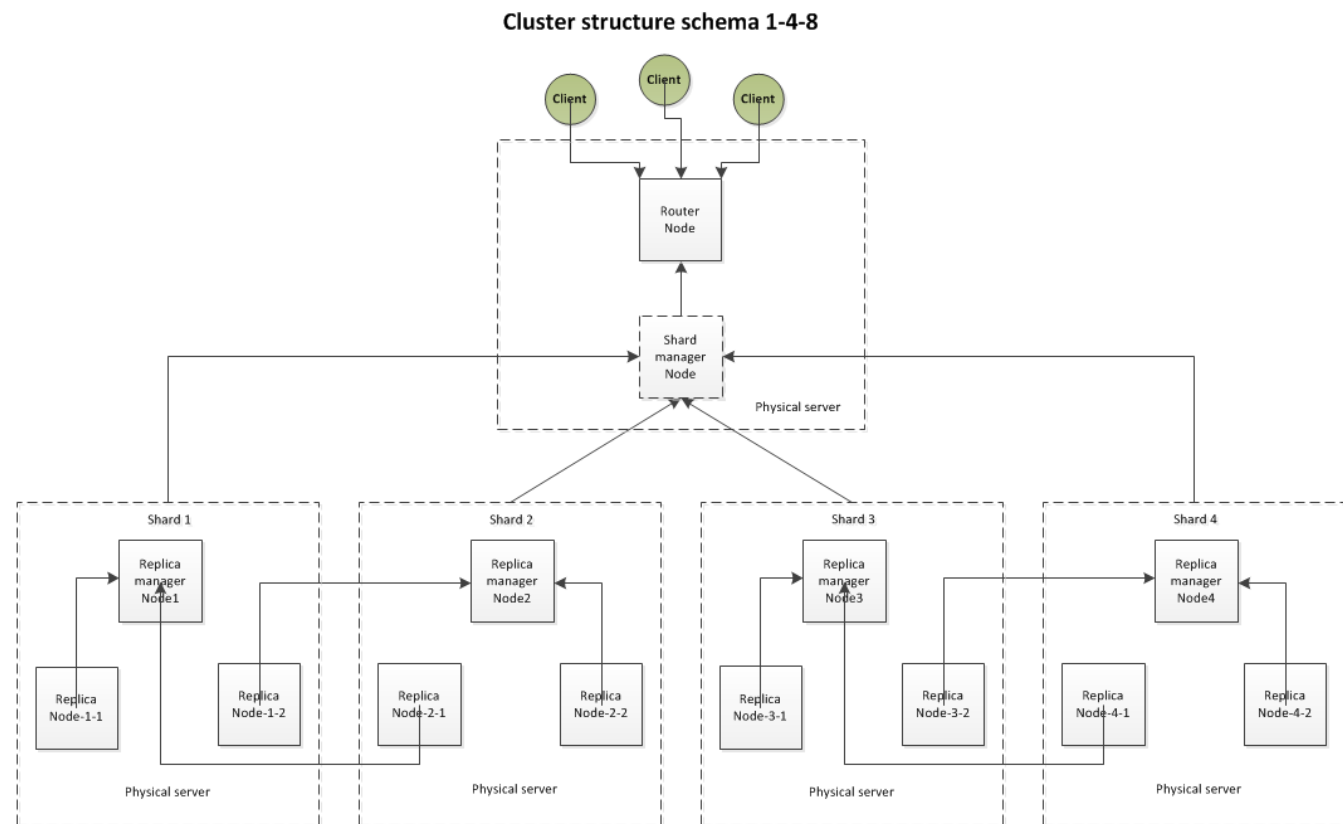 Cluster structure schema 1-4-8
Client
Client
Client
Router
Node
Shard
manager
Node
Physical server
Shard 1
Replica
manager
Node1
Replica
Node-1-1
Replica
Node-1-2
Physical server
Shard 2
Replica
manager
Node2
Replica
Node-2-1
Replica
Node-2-2
Physical server
Shard 3
Replica
manager
Node3
Replica
Node-3-1
Replica
Node-3-2
Physical server
Shard 4
Replica
manager
Node4
Replica
Node-4-1
Replica
Node-4-2
Physical server